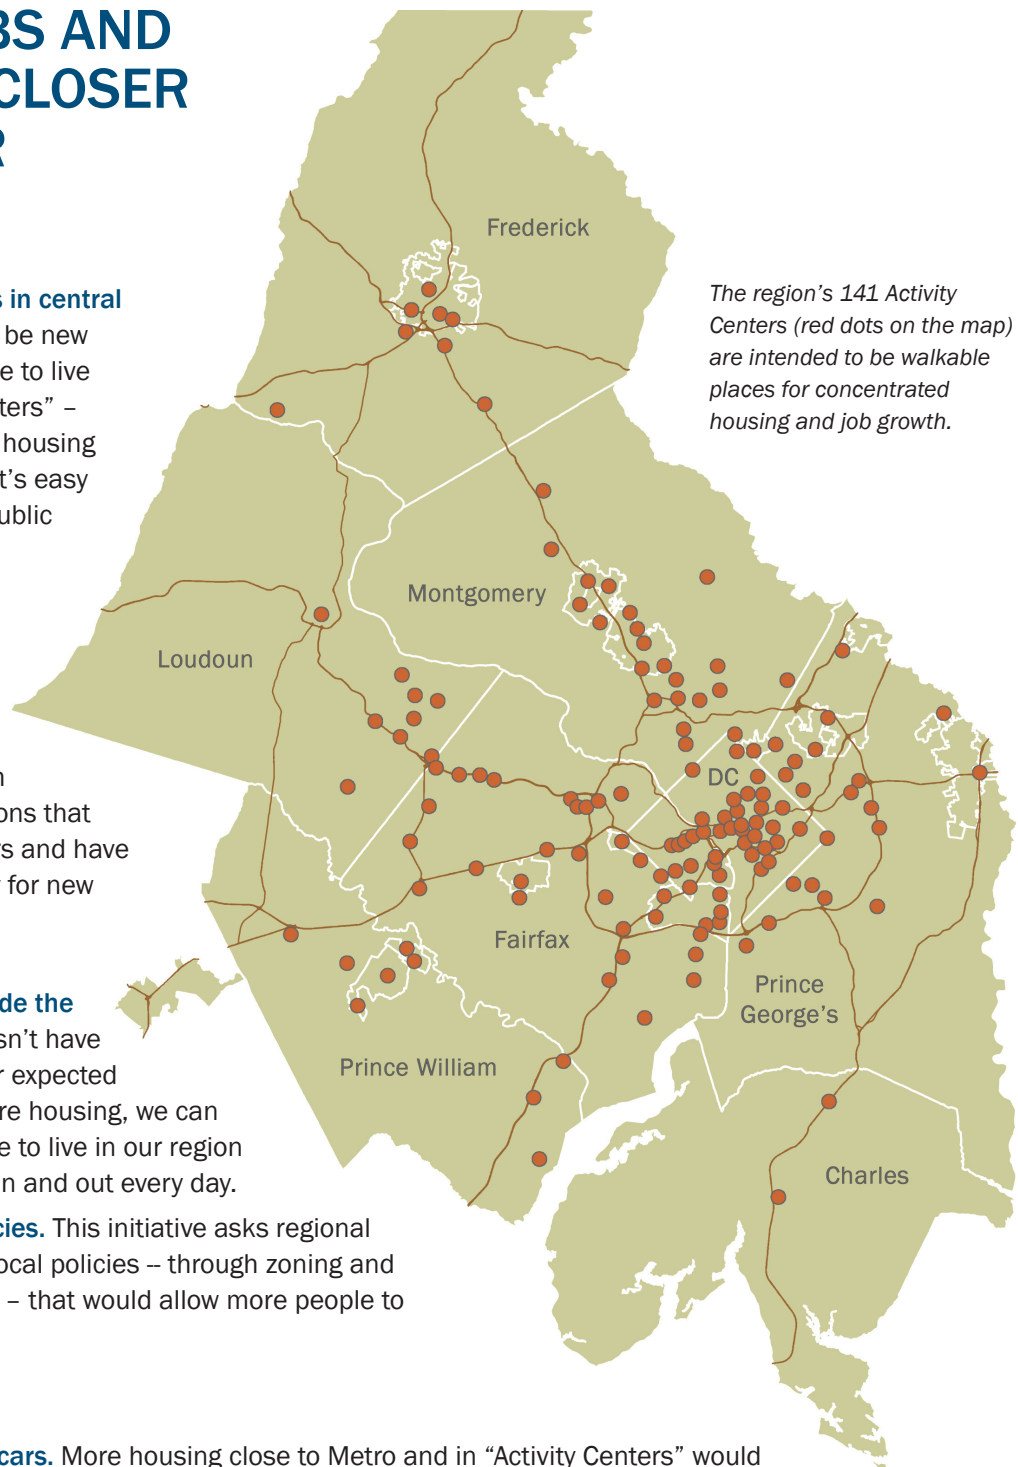 BS AND
CLOSER
R
s in central
be new
e to live
ters” –
housing
t’s easy
ublic
n
ons that
rs and have
y for new
de the
sn’t have
r expected
re housing, we can
e to live in our region
n and out every day.
cies. This initiative asks regional
ocal policies -- through zoning and
– that would allow more people to
cars. More housing close to Metro and in “Activity Centers” would
The region’s 141 Activity
Centers (red dots on the map)
are intended to be walkable
places for concentrated
housing and job growth.
Frederick
Montgomery
Loudoun
DC
Fairfax
Prince
George’s
Prince William
Charles